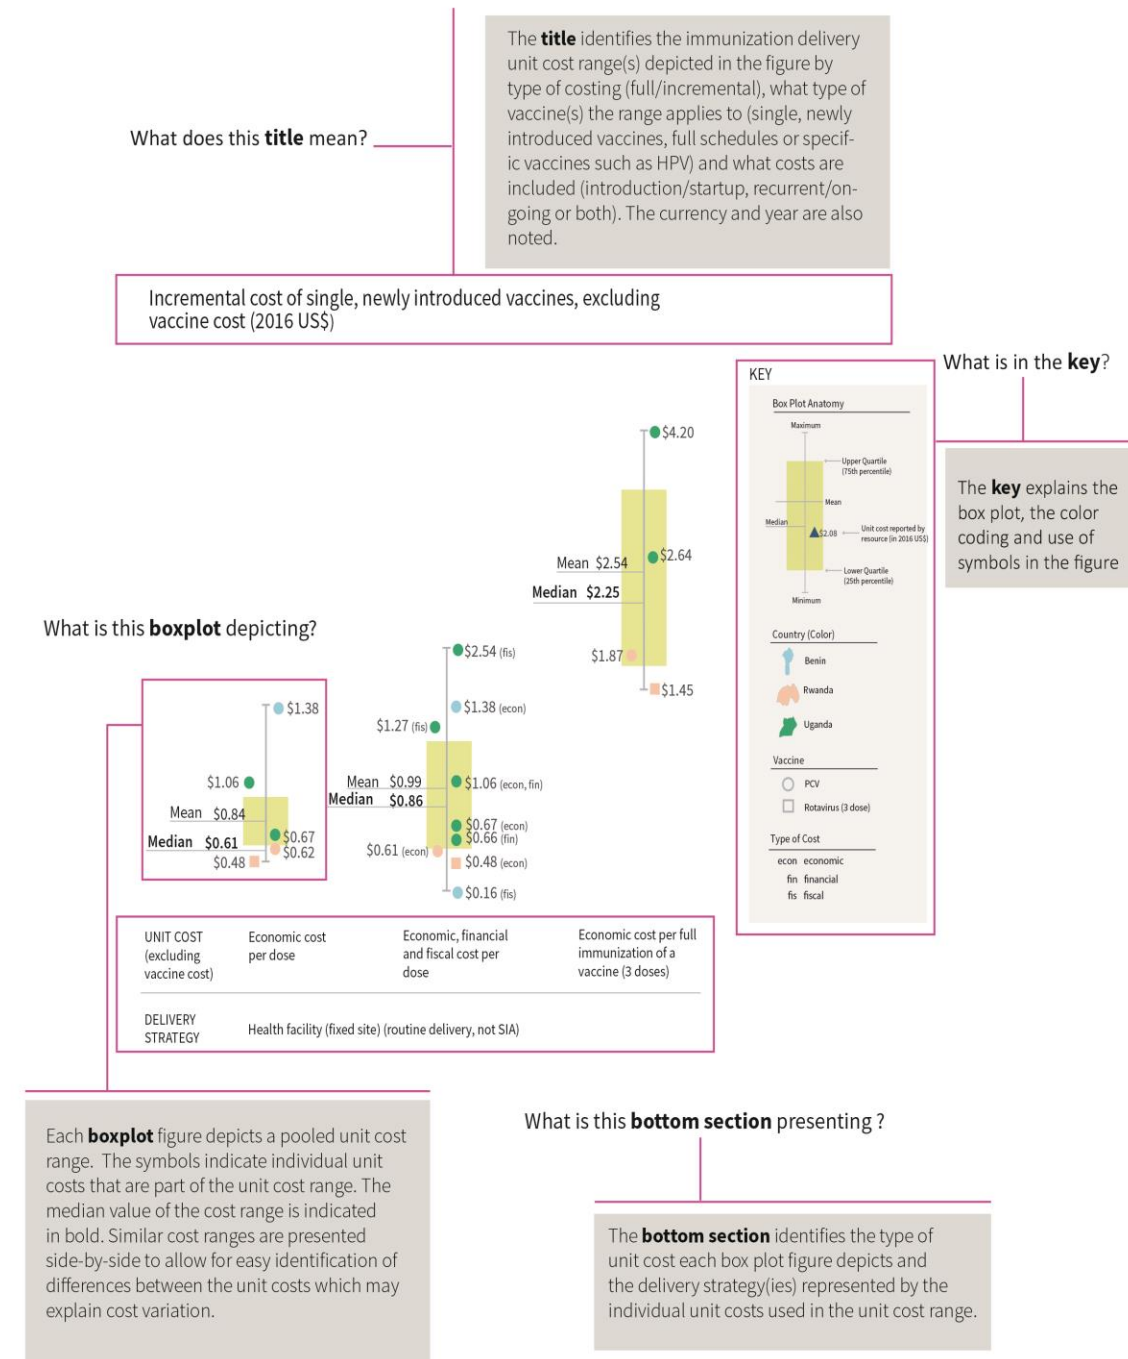 The title identifies the immunization delivery
unit cost range(s) depicted in the figure by
type of costing (full/incremental), what type of
vaccine(s) the range applies to (single, newly
introduced vaccines, full schedules or specif-
ic vaccines such as HPV) and what costs are
included (introduction/startup, recurrent/on-
going or both). The currency and year are also
noted.
What does this title mean?
Incremental cost of single, newly introduced vaccines, excluding
vaccine cost (2016 US$)
What is in the key?
The key explains the
box plot, the color
coding and use of
symbols in the figure
KEY
Box Plot Anatomy
Maximum
Upper Quartile
(75th percentile)
Mean
Median
$2.08
Unit cost reported by
resource (in 2016 US$)
Lower Quartile
(25th percentile)
Minimum
Country (Color)
Benin
Rwanda
Uganda
Vaccine
PCV
Rotavirus (3 dose)
Type of Cost
econ economic
fin financial
fis fiscal
What is this boxplot depicting?
$1.38
$1.06
Mean $0.84
Median $0.61
$0.67
$0.62
$0.48
$2.54 (fis)
$1.38 (econ)
$1.27 (fis)
Mean $0.99
$1.06 (econ, fin)
Median $0.86
$0.67 (econ)
$0.66 (fin)
$0.61 (econ)
$0.48 (econ)
$0.16 (fis)
$4.20
$2.64
Mean $2.54
Median $2.25
$1.87
$1.45
UNIT COST
(excluding
vaccine cost)
Economic cost
per dose
Economic, financial
and fiscal cost per
dose
Economic cost per full
immunization of a
vaccine (3 doses)
DELIVERY
STRATEGY
Health facility (fixed site) (routine delivery, not SIA)
Each boxplot figure depicts a pooled unit cost
range. The symbols indicate individual unit
costs that are part of the unit cost range. The
median value of the cost range is indicated
in bold. Similar cost ranges are presented
side-by-side to allow for easy identification of
differences between the unit costs which may
explain cost variation.
What is this bottom section presenting ?
The bottom section identifies the type of
unit cost each box plot figure depicts and
the delivery strategy(ies) represented by the
individual unit costs used in the unit cost range.